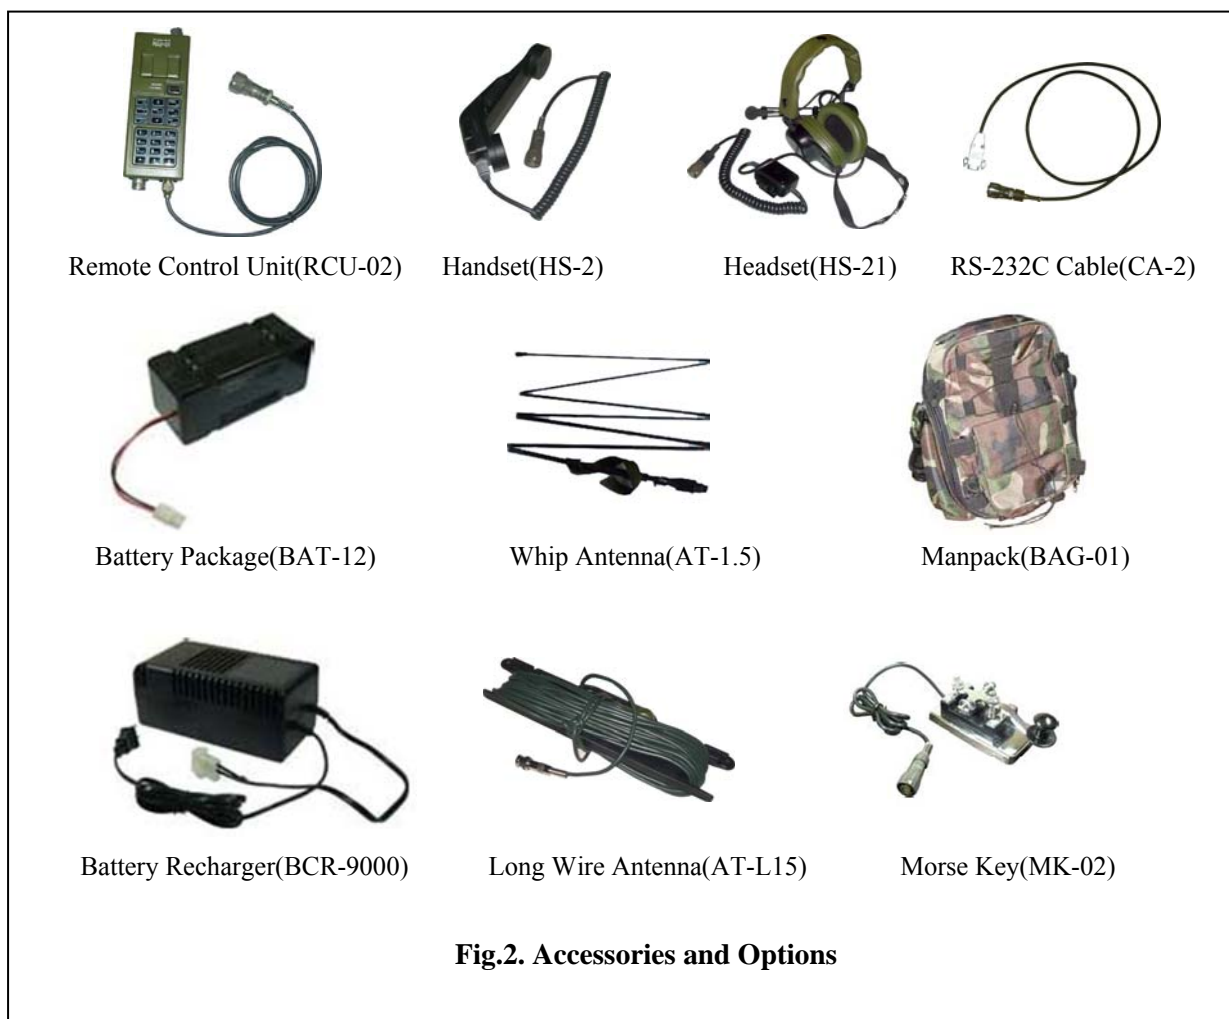 Remote Control Unit(RCU-02) Handset(HS-2) Headset(HS-21) RS-232C Cable(CA-2)
Battery Package(BAT-12) Whip Antenna(AT-1.5) Manpack(BAG-01)
Battery Recharger(BCR-9000) Long Wire Antenna(AT-L15) Morse Key(MK-02)
Fig.2. Accessories and Options